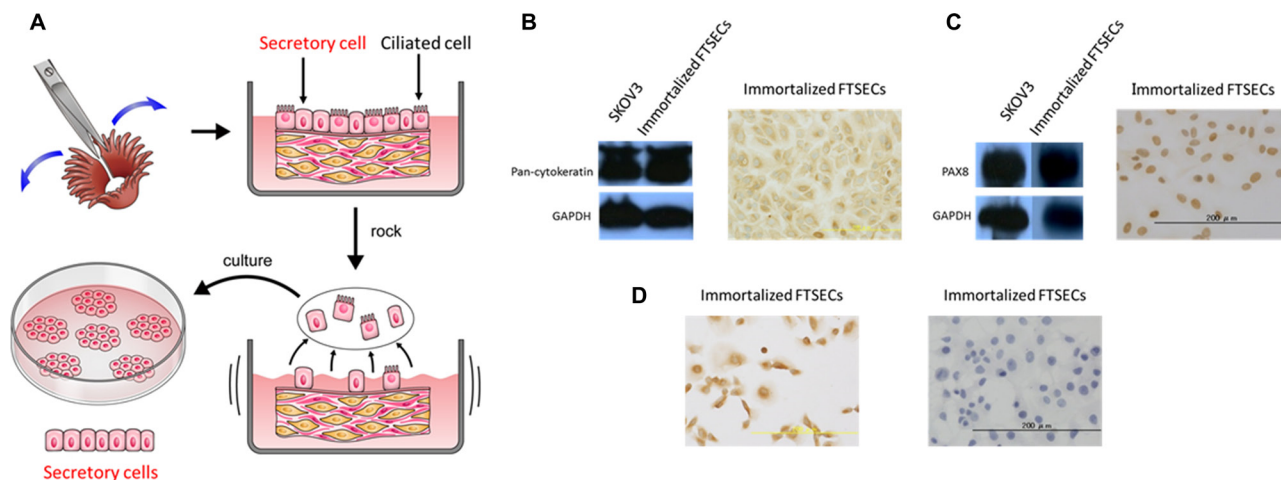 A
Secretory cell
Ciliated cell
rock
culture
Secretory cells
B
SKOV3
Immortalized FTSECs
Immortalized FTSECs
Pan-cytokeratin
GAPDH
C
SKOV3
Immortalized FTSECs
Immortalized FTSECs
PAX8
GAPDH
200 μm
D
Immortalized FTSECs
Immortalized FTSECs
200 μm